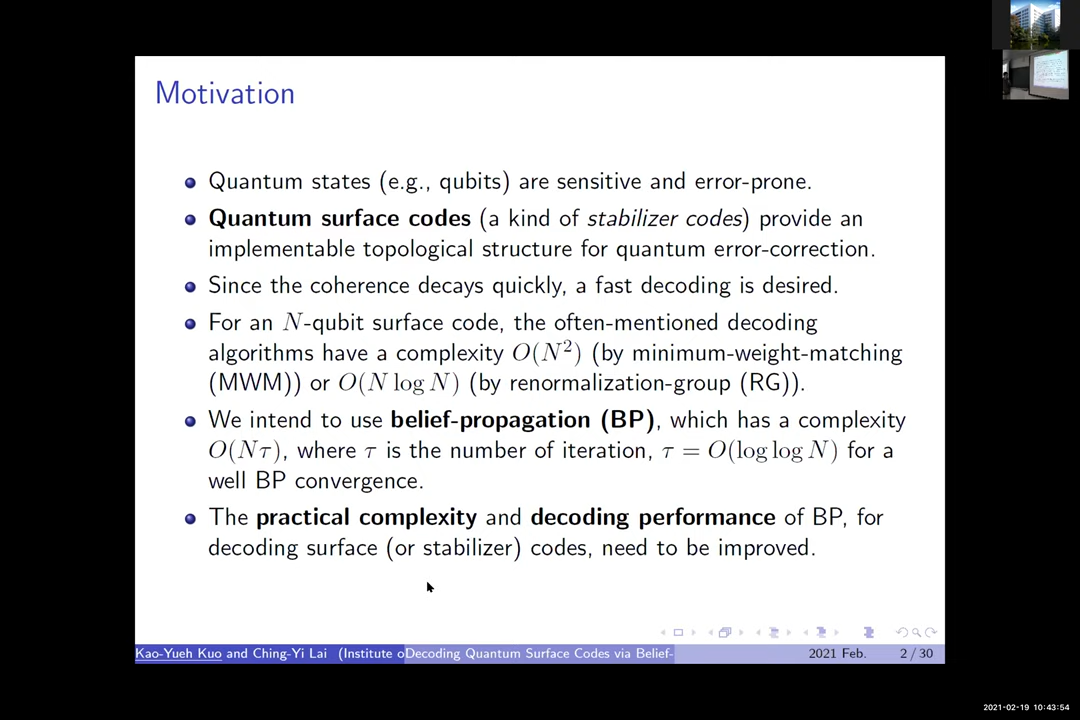 Motivation
Quantum states (e.g., qubits) are sensitive and error-prone.
Quantum surface codes (a kind of stabilizer codes) provide an
implementable topological structure for quantum error-correction.
Since the coherence decays quickly, a fast decoding is desired.
For an N-qubit surface code, the often-mentioned decoding
algorithms have a complexity O(N²) (by minimum-weight-matching
(MWM)) or O(N log N) (by renormalization-group (RG)).
We intend to use belief-propagation (BP), which has a complexity
O(Nτ), where τ is the number of iteration, τ = O(log log N) for a
well BP convergence.
The practical complexity and decoding performance of BP, for
decoding surface (or stabilizer) codes, need to be improved.
Kao-Yueh Kuo and Ching-Yi Lai (Institute o Decoding Quantum Surface Codes via Belief- 2021 Feb. 2 / 30
2021-02-19 10:43:54